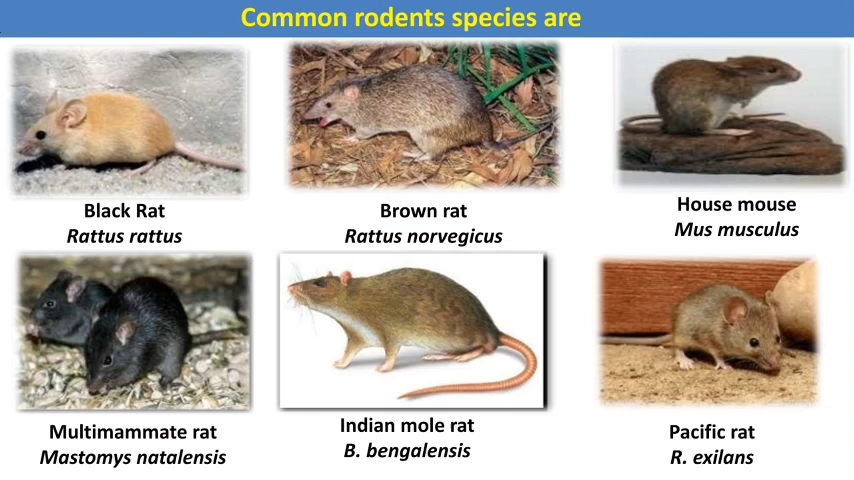 Common rodents species are
Black Rat
Rattus rattus
Brown rat
Rattus norvegicus
House mouse
Mus musculus
Multimammate rat
Mastomys natalensis
Indian mole rat
B. bengalensis
Pacific rat
R. exilans